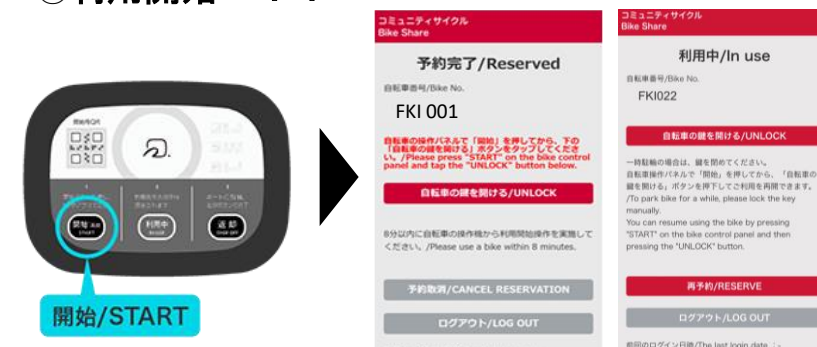 開始/START
開始
START
利用中
返却
コミュニティサイクル
Bike Share
予約完了/Reserved
自転車番号/Bike No.
FKI 001
自転車の操作パネルで「開始」を押してから、下の
「自転車の鍵を開ける」ボタンをタップしてくださ
い。/Please press "START" on the bike control
panel and tap the "UNLOCK" button below.
自転車の鍵を開ける/UNLOCK
8分以内に自転車の操作機から利用開始操作を実施して
ください。/Please use a bike within 8 minutes.
予約取消/CANCEL RESERVATION
ログアウト/LOG OUT
コミュニティサイクル
Bike Share
利用中/In use
自転車番号/Bike No.
FKI022
自転車の鍵を開ける/UNLOCK
一時駐輪の場合は、鍵を閉めてください。
自転車操作パネルで「開始」を押してから、「自転車の
鍵を開ける」ボタンを押下してご利用を再開できます。
/To park bike for a while, please lock the key
manually.
You can resume using the bike by pressing
"START" on the bike control panel and then
pressing the "UNLOCK" button.
再予約/RESERVE
ログアウト/LOG OUT
前回のログイン日時/The last login date :-